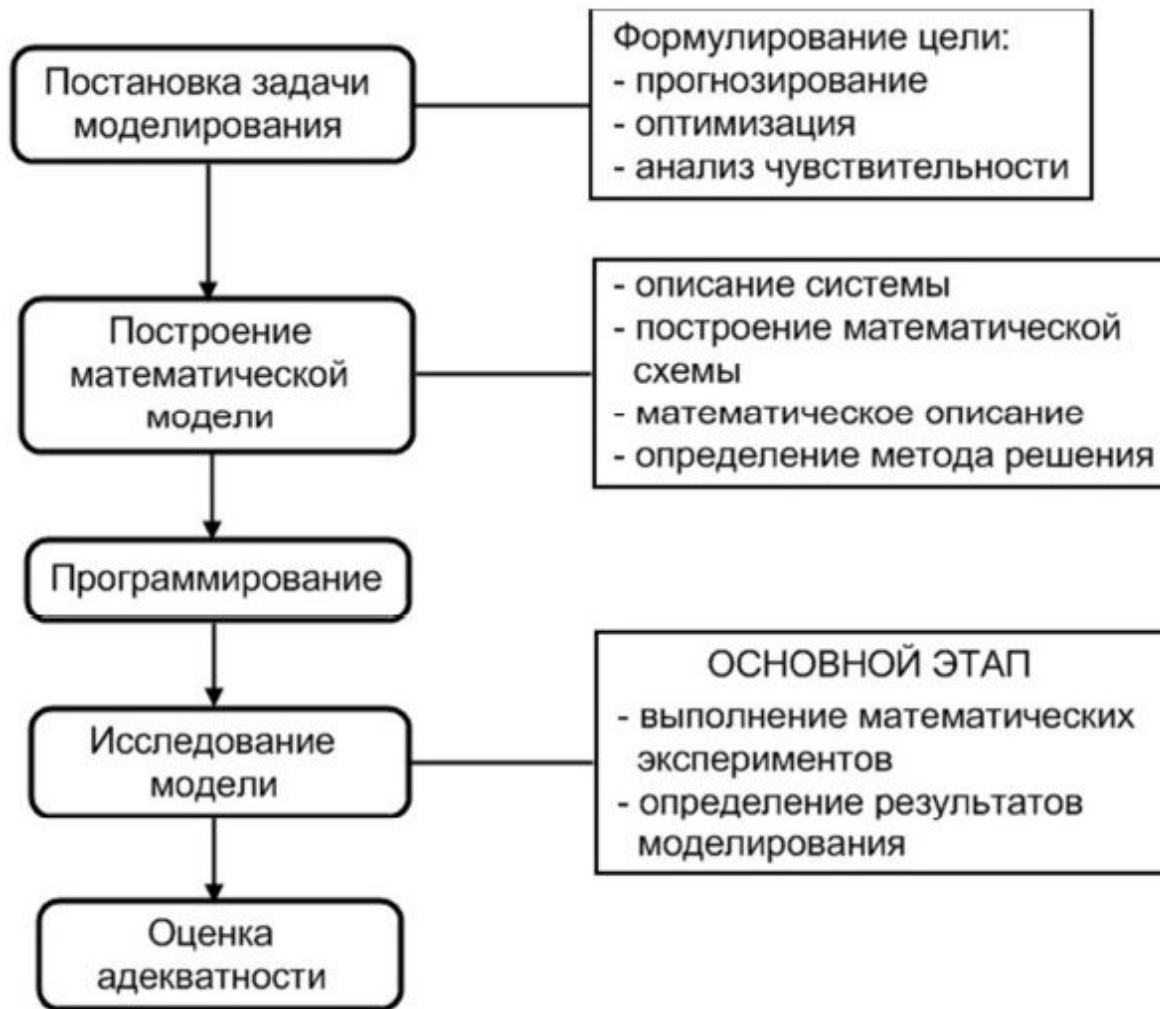 Постановка задачи
моделирования
Формулирование цели:
- прогнозирование
- оптимизация
- анализ чувствительности
Построение
математической
модели
- описание системы
- построение математической
схемы
- математическое описание
- определение метода решения
Программирование
Исследование
модели
ОСНОВНОЙ ЭТАП
- выполнение математических
экспериментов
- определение результатов
моделирования
Оценка
адекватности